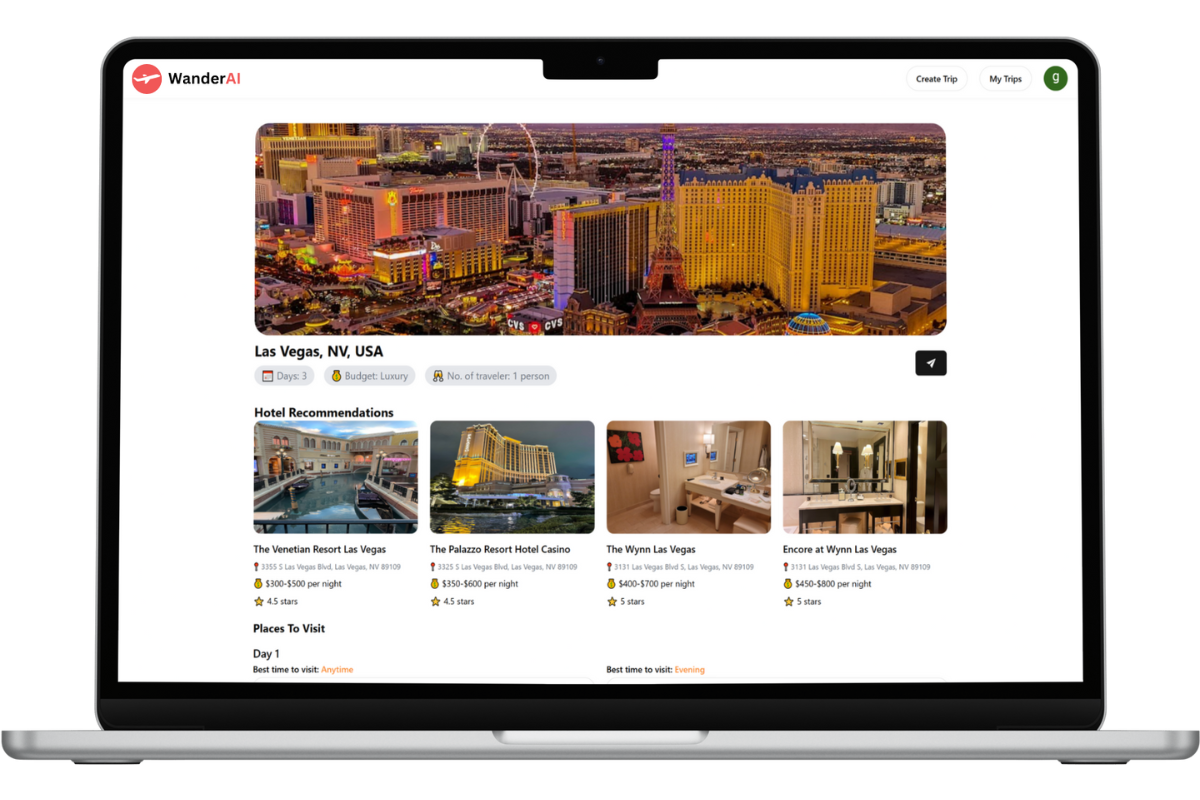 WanderAI
Create Trip
My Trips
g
CVS CVS
Las Vegas, NV, USA
Days: 3
Budget: Luxury
No. of traveler: 1 person
Hotel Recommendations
The Venetian Resort Las Vegas
3355 S Las Vegas Blvd, Las Vegas, NV 89109
$300-$500 per night
4.5 stars
The Palazzo Resort Hotel Casino
3325 S Las Vegas Blvd, Las Vegas, NV 89109
$350-$600 per night
4.5 stars
The Wynn Las Vegas
3131 Las Vegas Blvd S, Las Vegas, NV 89109
$400-$700 per night
5 stars
Encore at Wynn Las Vegas
3131 Las Vegas Blvd S, Las Vegas, NV 89109
$450-$800 per night
5 stars
Places To Visit
Day 1
Best time to visit: Anytime
Best time to visit: Evening